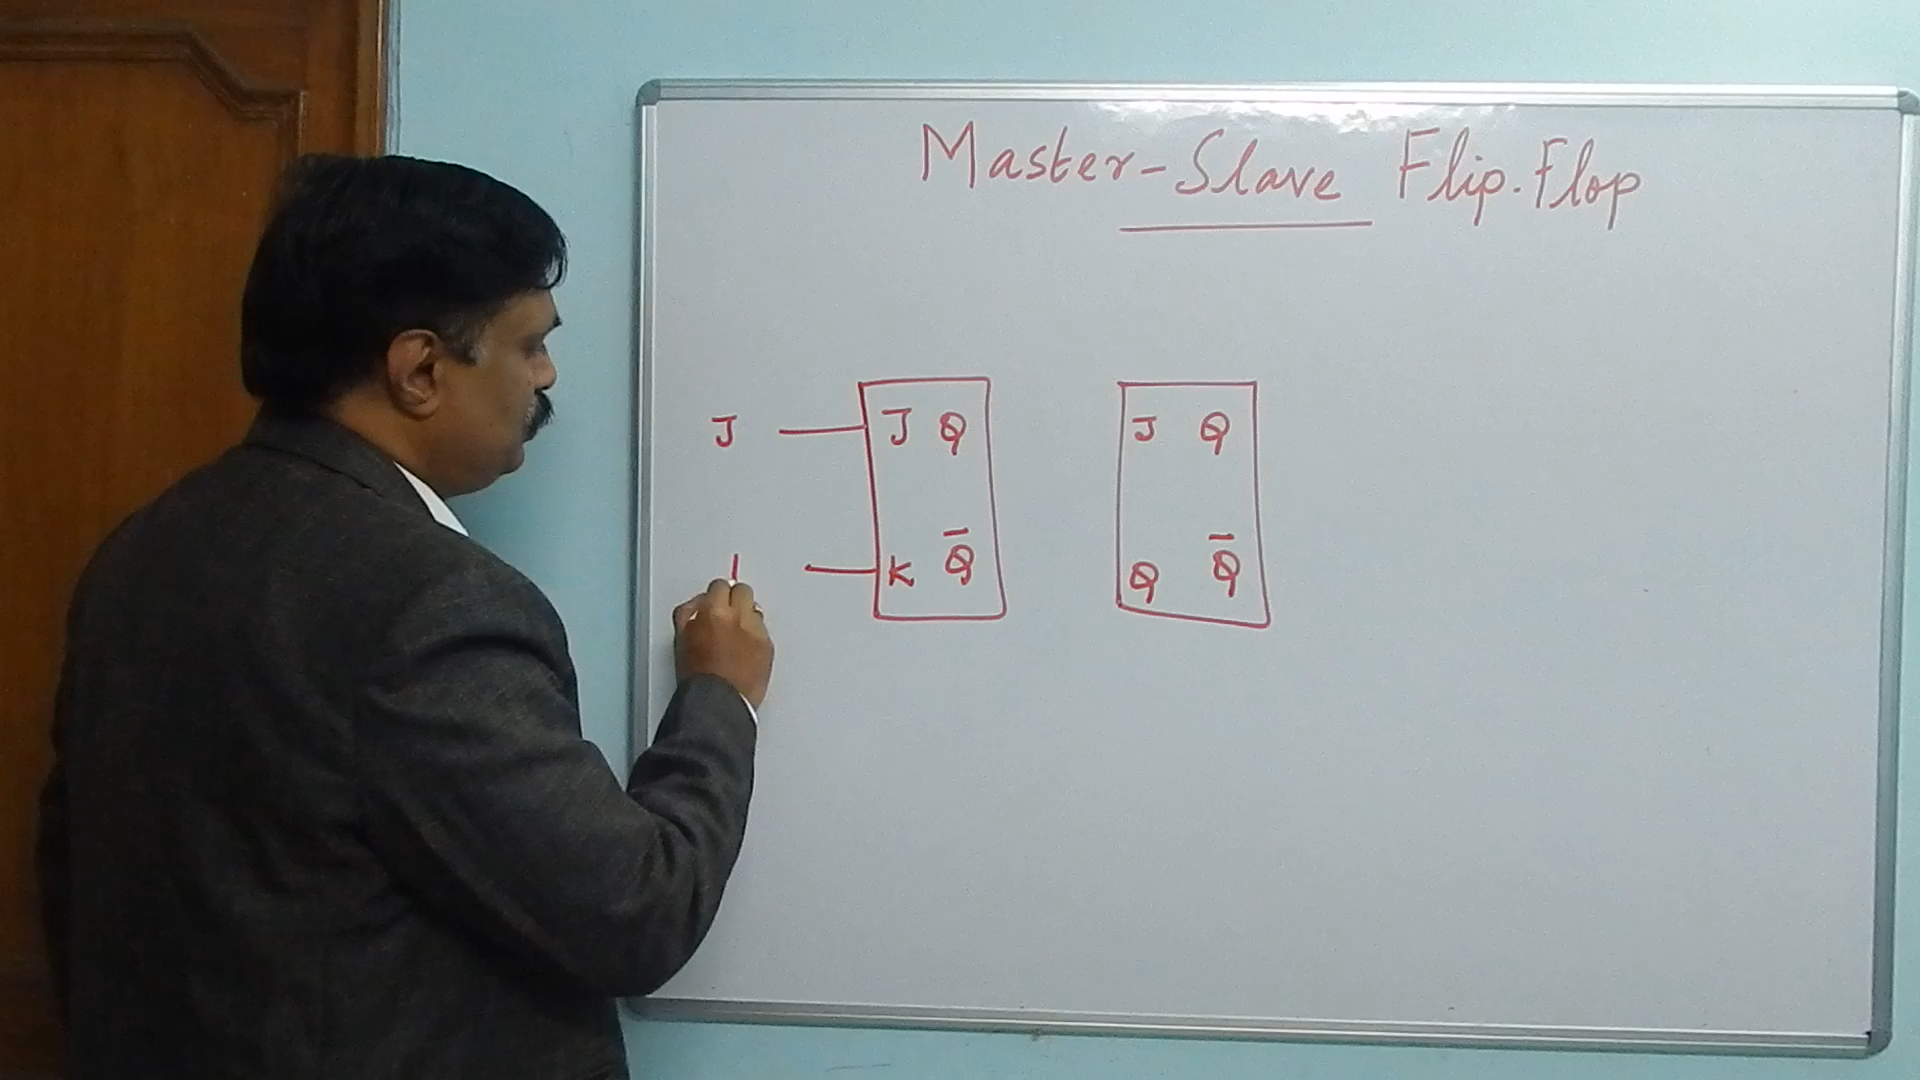 Master-Slave Flip-Flop
J J Q J Q
K Q̅ Q Q̅